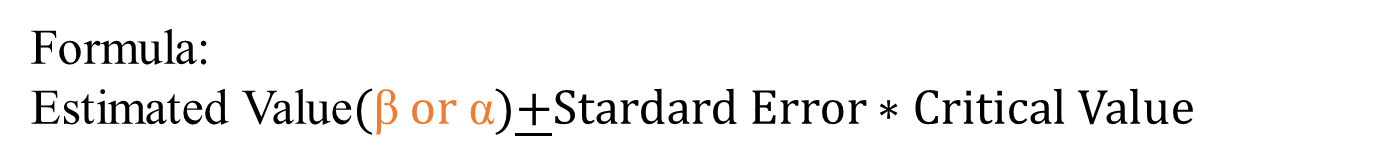 Formula:
Estimated Value(β or α)±Stardard Error * Critical Value